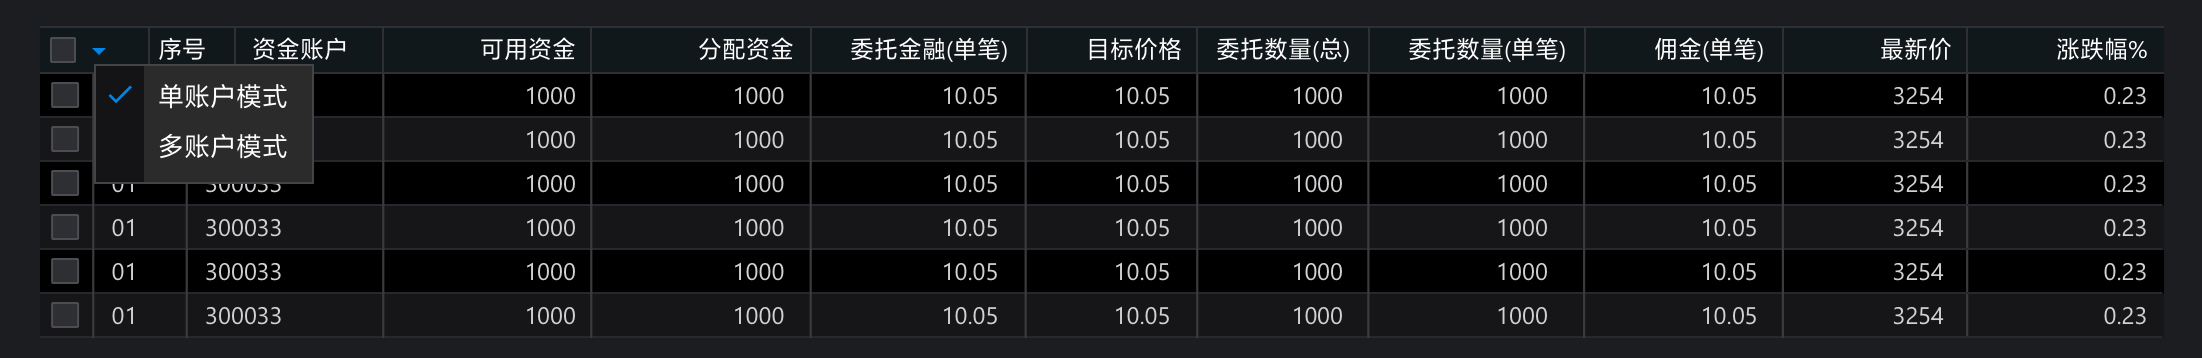 序号 资金账户 可用资金 分配资金 委托金融(单笔) 目标价格 委托数量(总) 委托数量(单笔) 佣金(单笔) 最新价 涨跌幅%
单账户模式 1000 1000 10.05 10.05 1000 1000 10.05 3254 0.23
多账户模式 1000 1000 10.05 10.05 1000 1000 10.05 3254 0.23
01 300033 1000 1000 10.05 10.05 1000 1000 10.05 3254 0.23
01 300033 1000 1000 10.05 10.05 1000 1000 10.05 3254 0.23
01 300033 1000 1000 10.05 10.05 1000 1000 10.05 3254 0.23
01 300033 1000 1000 10.05 10.05 1000 1000 10.05 3254 0.23